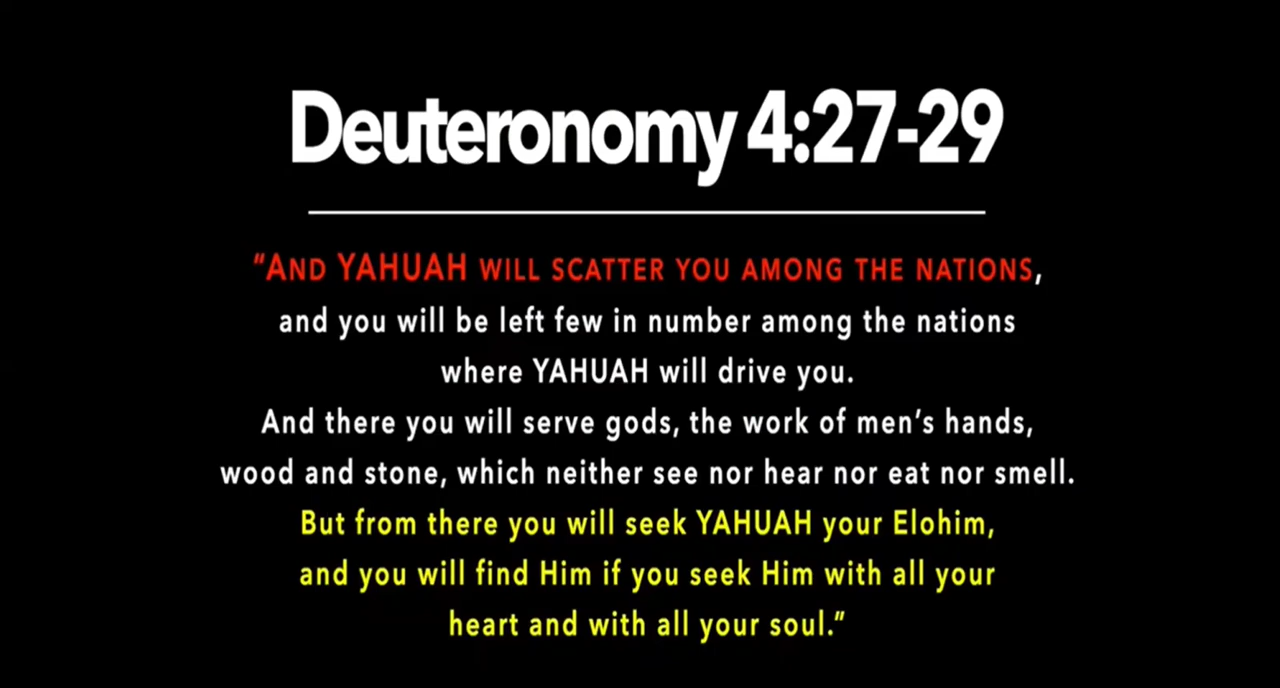 Deuteronomy 4:27-29
“AND YAHUAH WILL SCATTER YOU AMONG THE NATIONS,
and you will be left few in number among the nations
where YAHUAH will drive you.
And there you will serve gods, the work of men’s hands,
wood and stone, which neither see nor hear nor eat nor smell.
But from there you will seek YAHUAH your Elohim,
and you will find Him if you seek Him with all your
heart and with all your soul.”